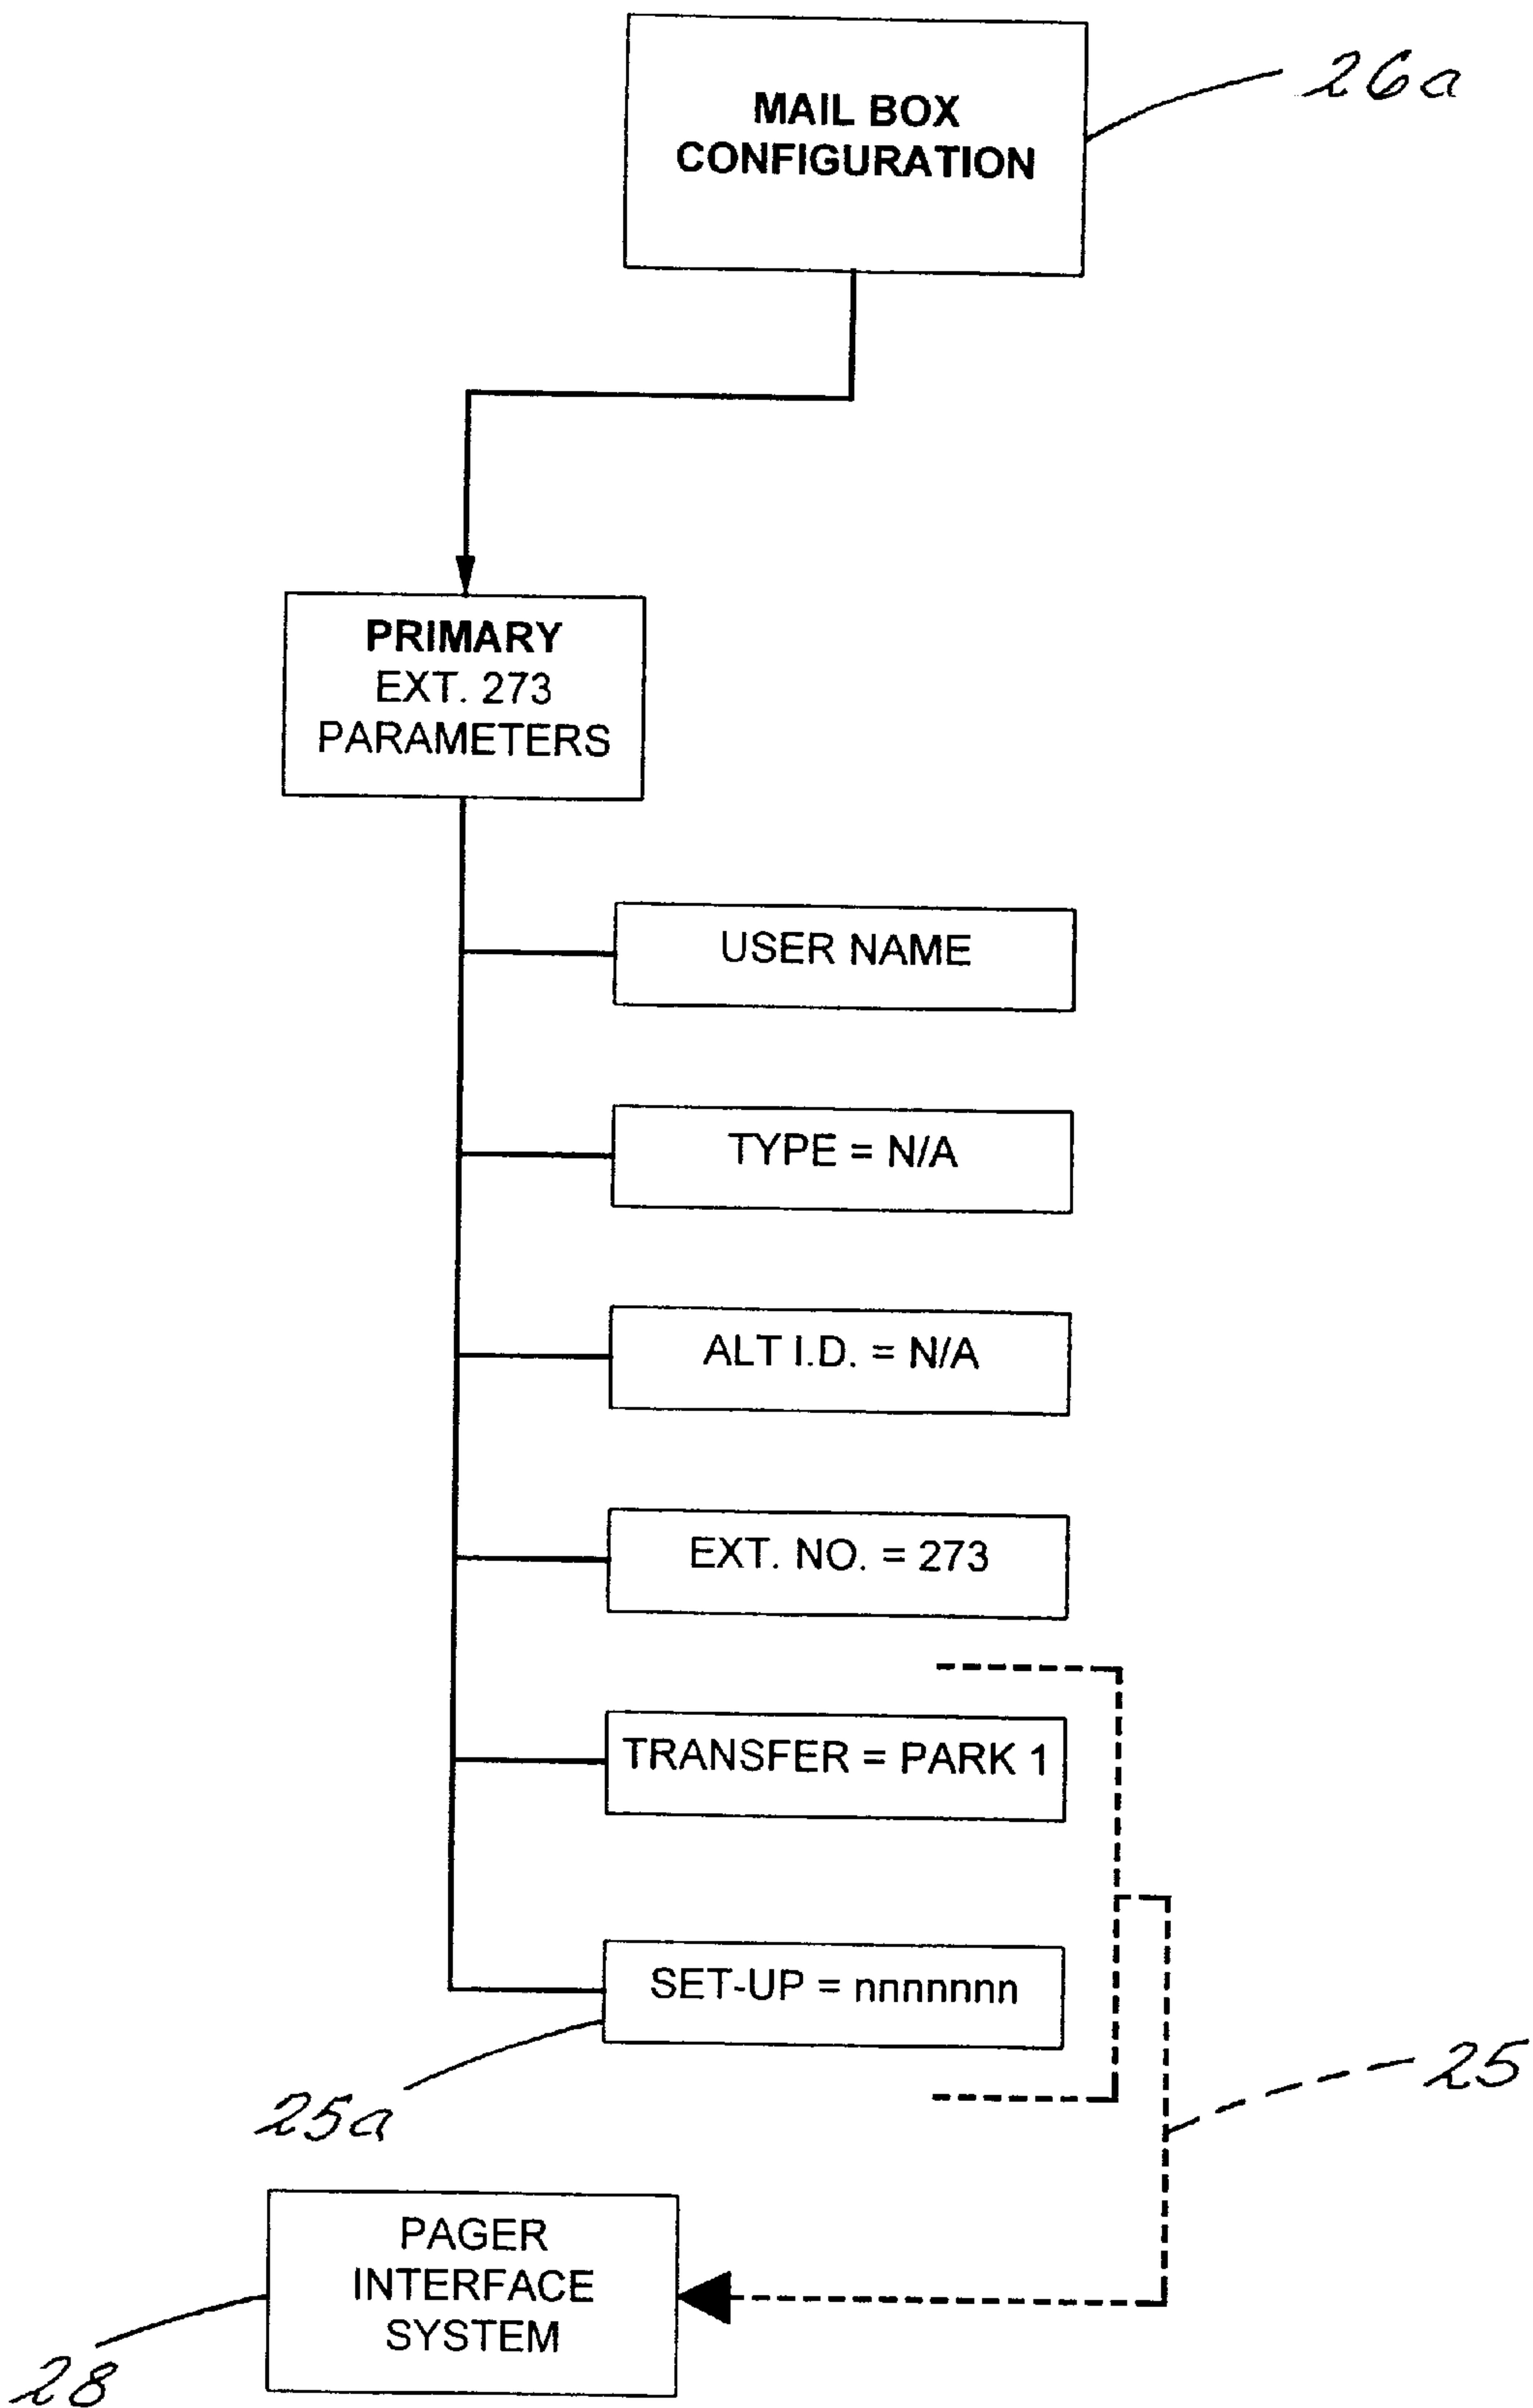 MAIL BOX
CONFIGURATION
26a
PRIMARY
EXT. 273
PARAMETERS
USER NAME
TYPE = N/A
ALT I.D. = N/A
EXT. NO. = 273
TRANSFER = PARK 1
SET-UP = nnnnnnn
25a
25
PAGER
INTERFACE
SYSTEM
28